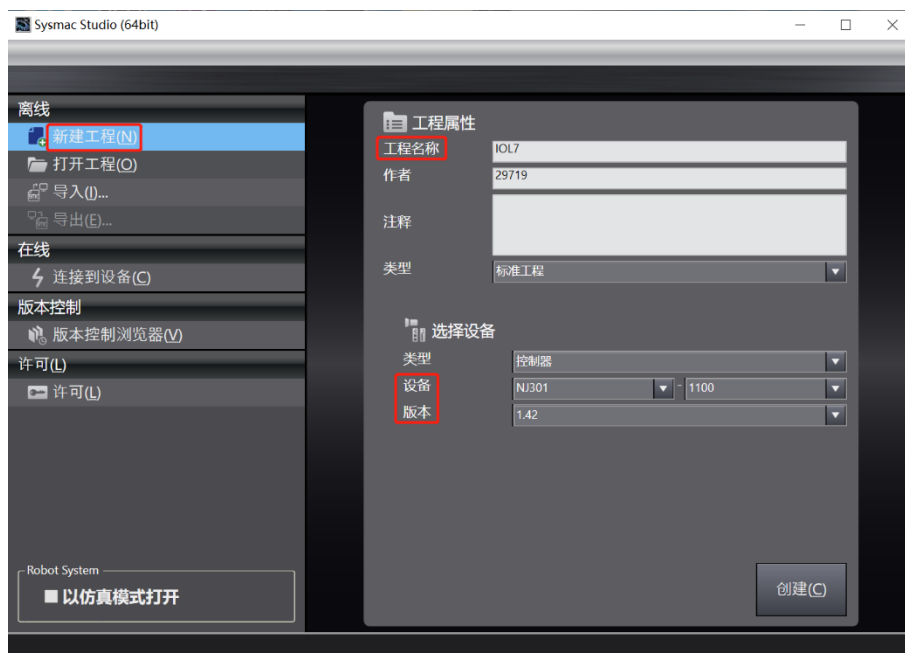 Sysmac Studio (64bit)
离线
新建工程(N)
打开工程(O)
导入(I)...
导出(E)...
在线
连接到设备(C)
版本控制
版本控制浏览器(V)
许可(L)
许可(L)
Robot System
以仿真模式打开
工程属性
工程名称 IOL7
作者 29719
注释
类型 标准工程
选择设备
类型 控制器
设备 NJ301 - 1100
版本 1.42
创建(C)